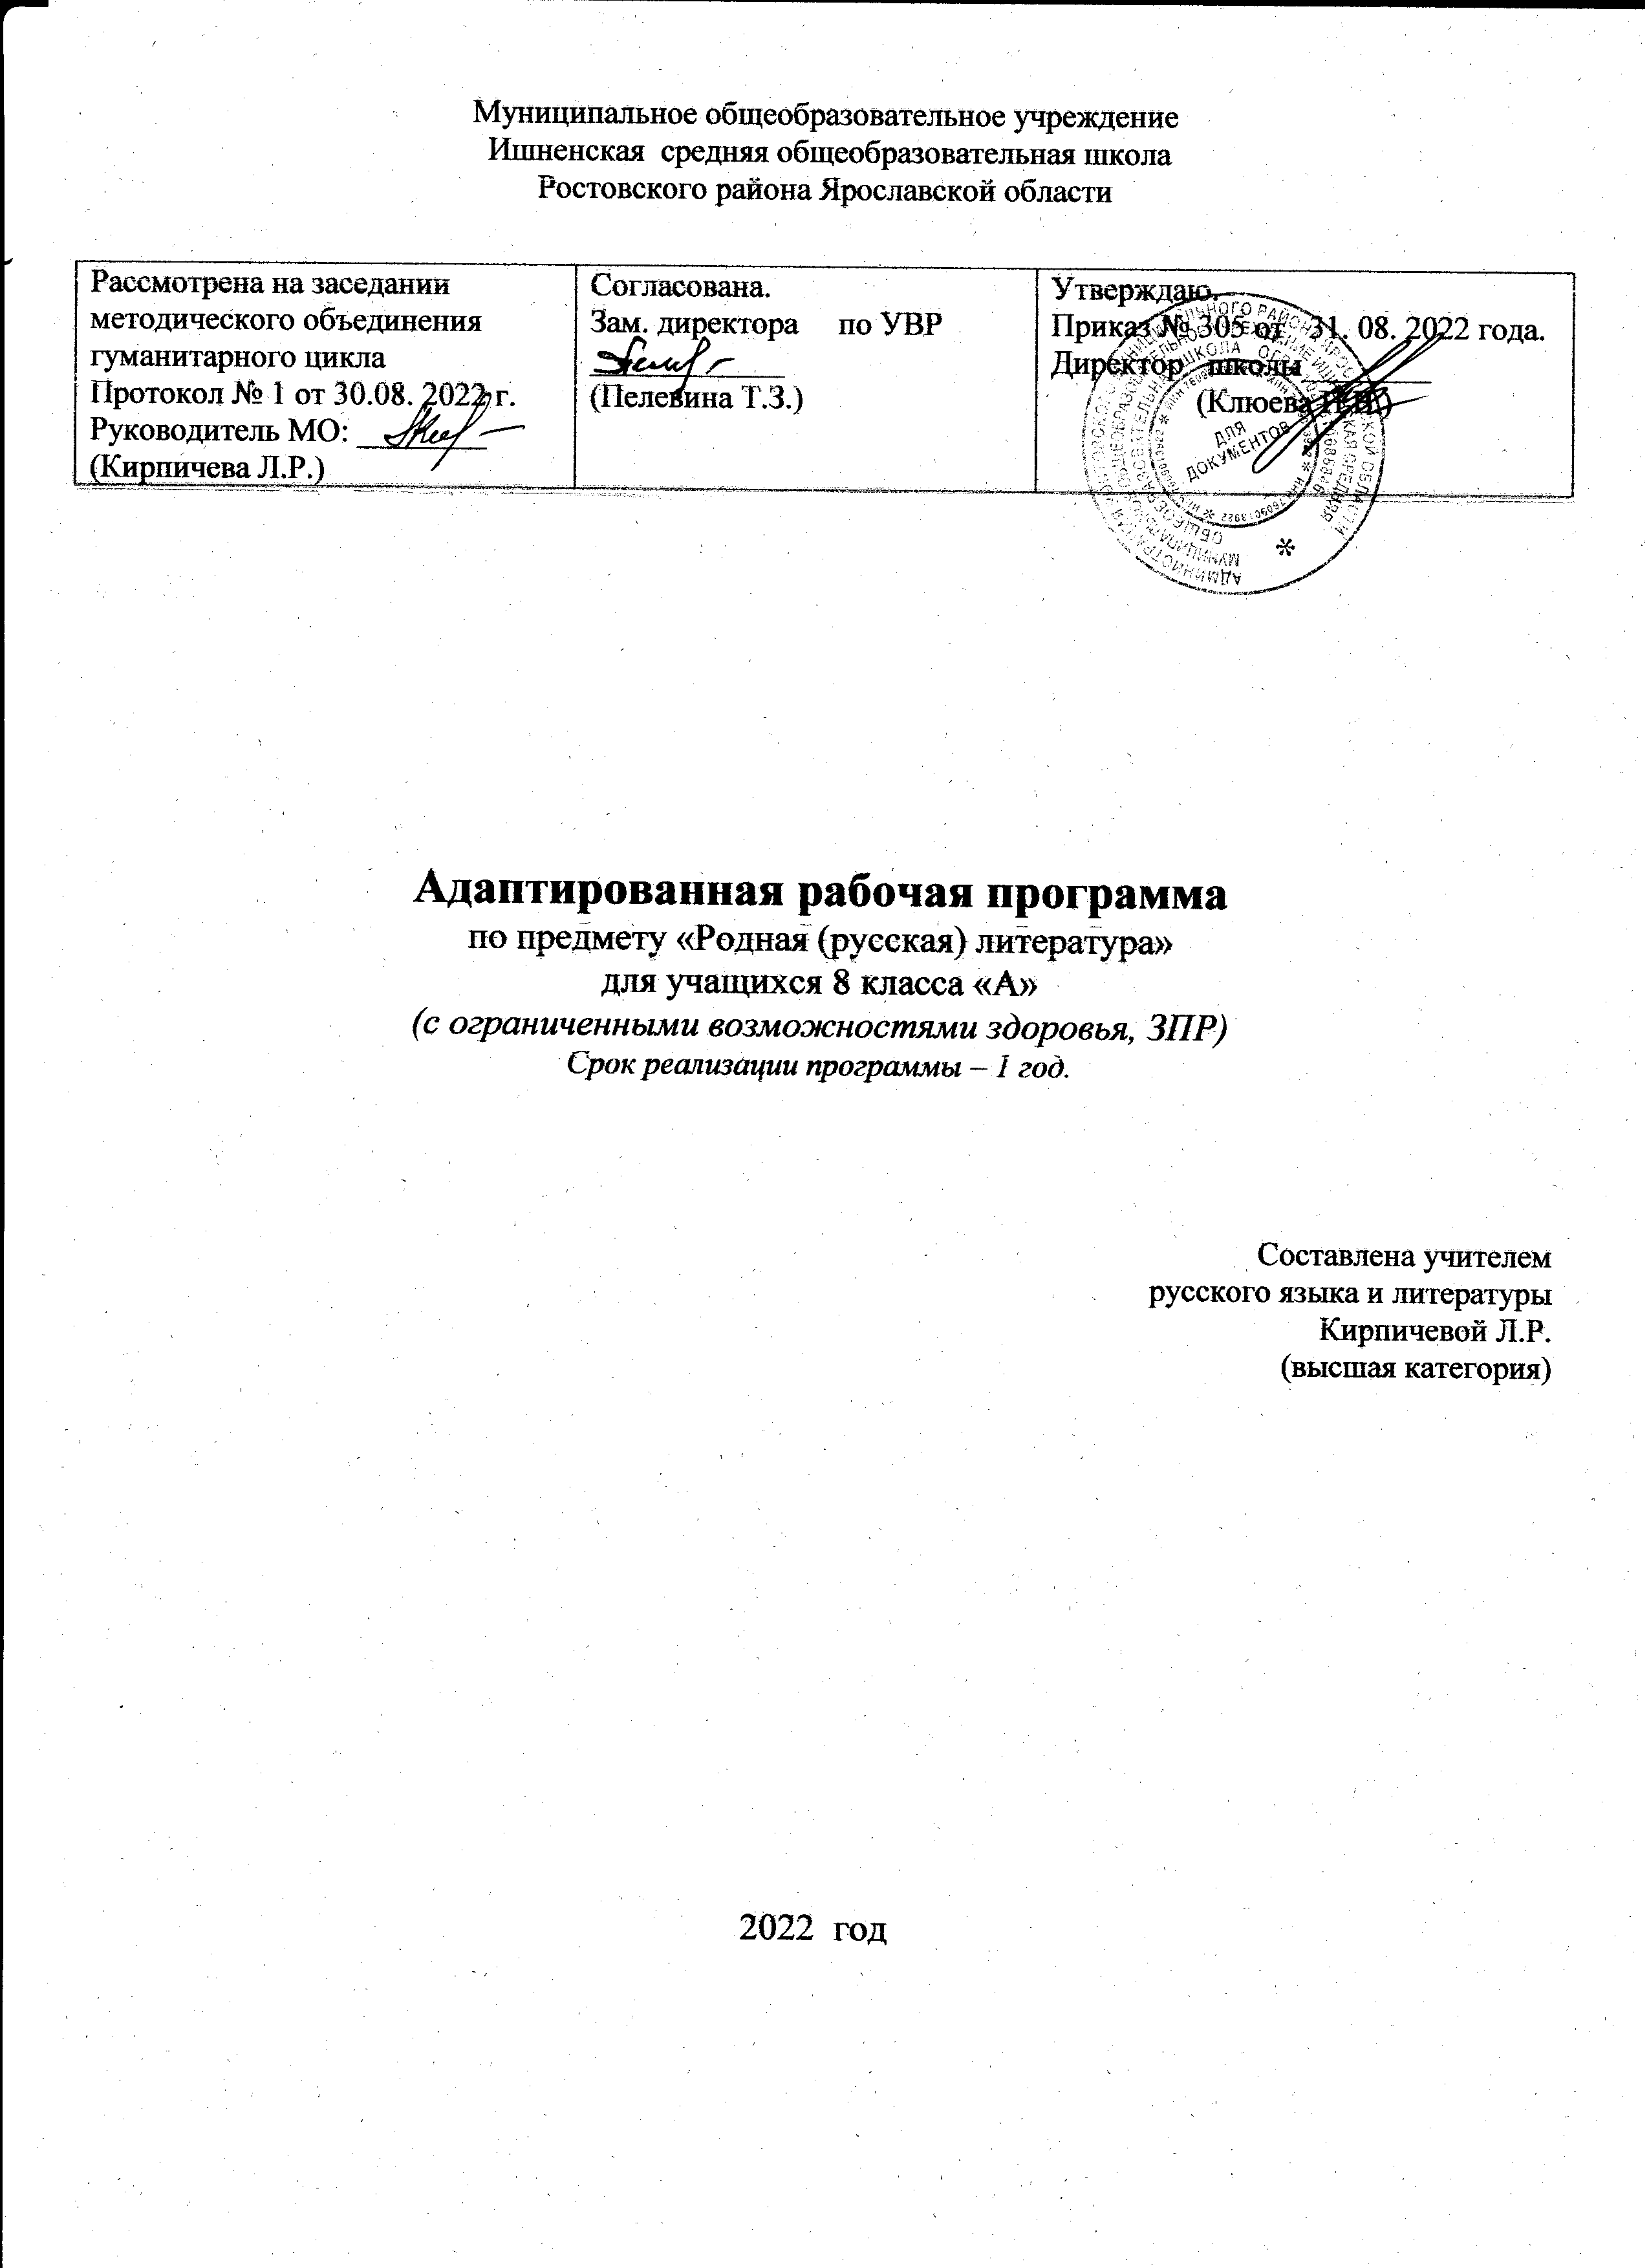 Муниципальное общеобразовательное учреждение
Ишненская средняя общеобразовательная школа
Ростовского района Ярославской области
Рассмотрена на заседании
методического объединения
гуманитарного цикла
Протокол № 1 от 30.08. 2022 г.
Руководитель МО: ________
(Кирпичева Л.Р.)
Согласована.
Зам. директора по УВР
____________
(Пелевина Т.З.)
Утверждаю.
Приказ № 305 от 31. 08. 2022 года.
Директор школы ________
(Клюева
ДЛЯ
ДОКУМЕНТОВ
Адаптированная рабочая программа
по предмету «Родная (русская) литература»
для учащихся 8 класса «А»
(с ограниченными возможностями здоровья, ЗПР)
Срок реализации программы – 1 год.
Составлена учителем
русского языка и литературы
Кирпичевой Л.Р.
(высшая категория)
2022 год